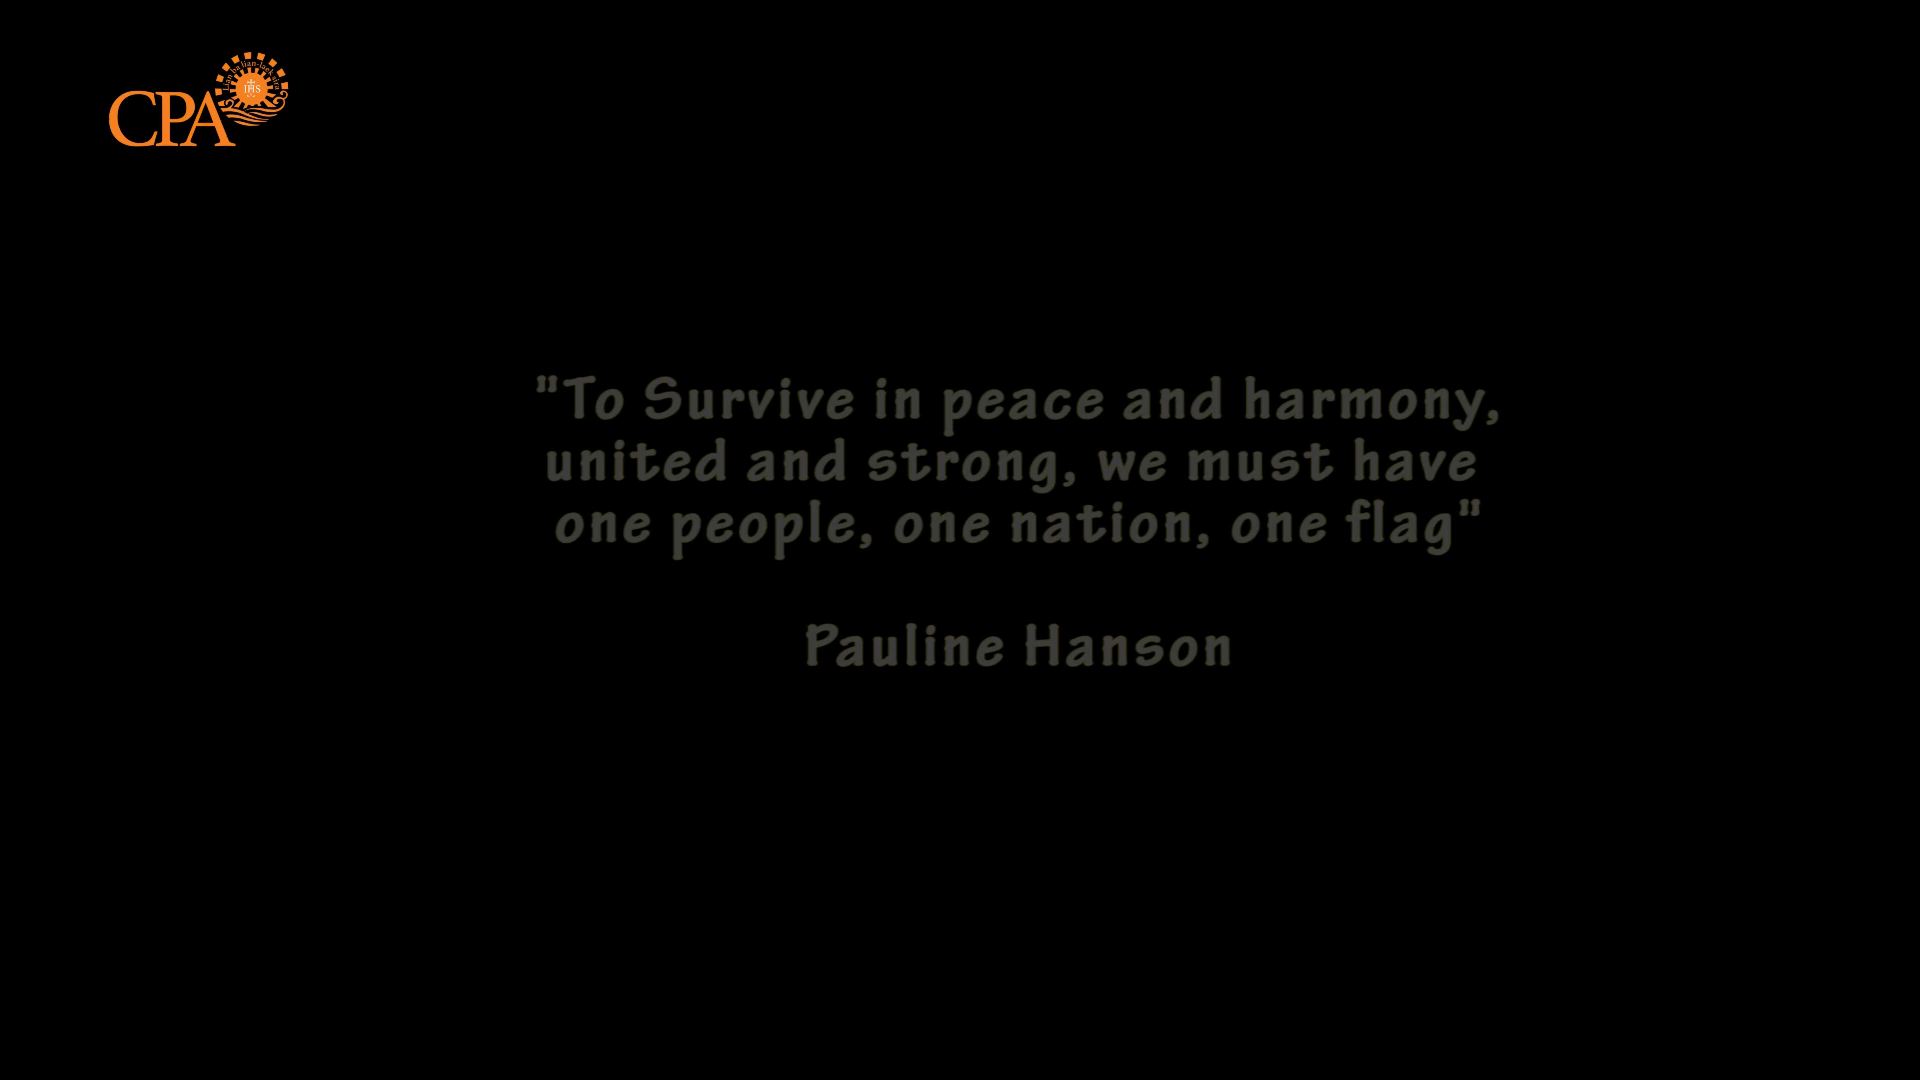 CPA
IHS
"To Survive in peace and harmony,
united and strong, we must have
one people, one nation, one flag"
Pauline Hanson